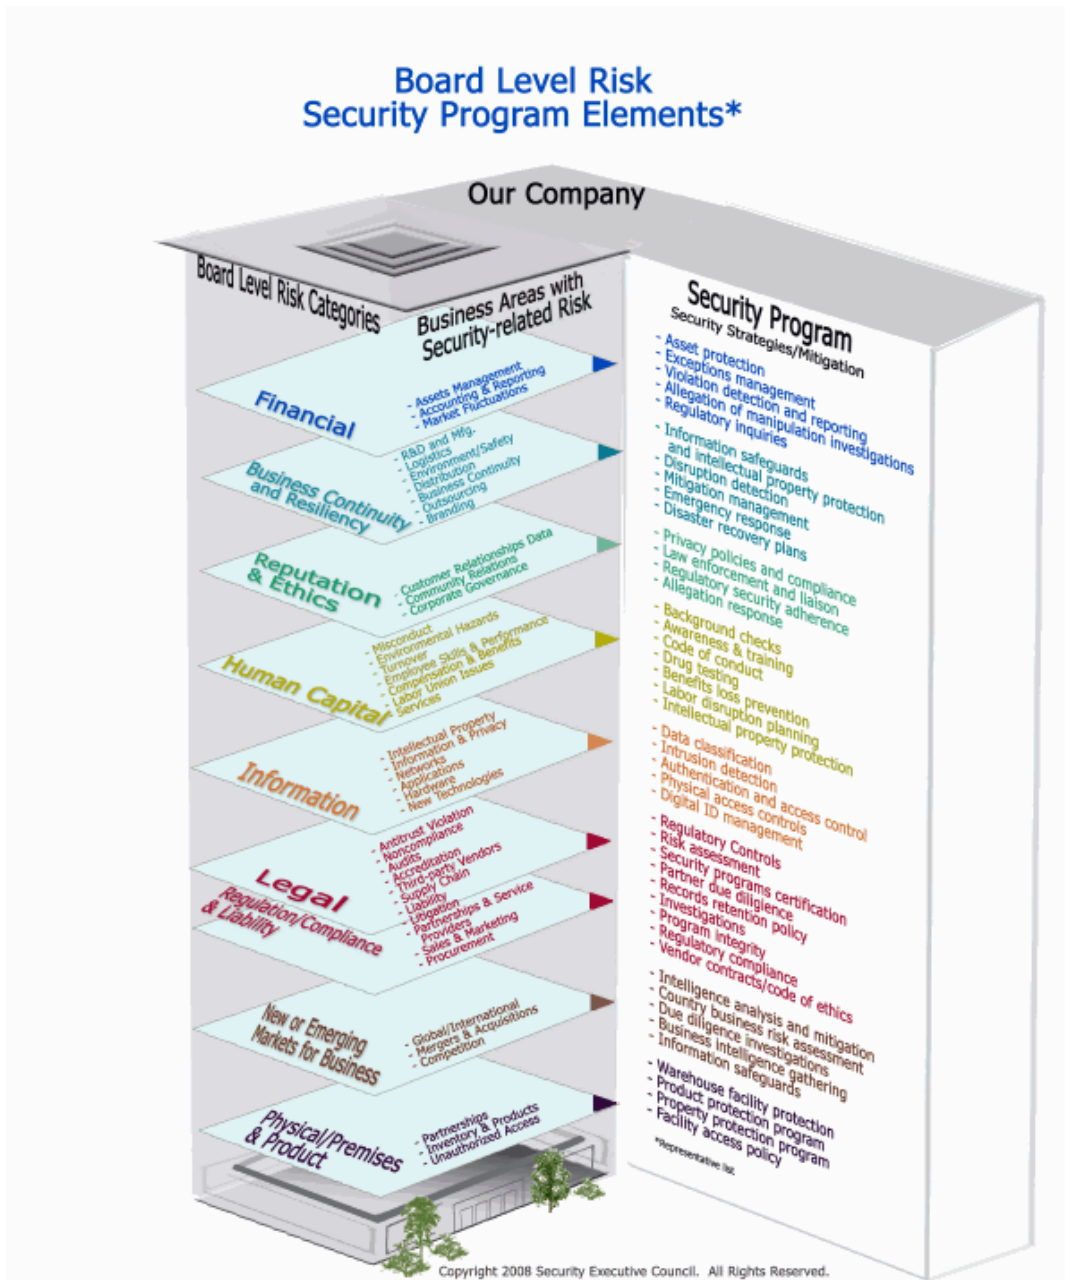 Board Level Risk
Security Program Elements*
Our Company
Board Level Risk Categories
Business Areas with
Security-related Risk
Financial
- Assets Management
- Accounting & Reporting
- Market Fluctuations
Business Continuity
and Resiliency
- R&D and Mfg.
- Logistics
- Environment/Safety
- Distribution
- Business Continuity
- Outsourcing
- Branding
Reputation
& Ethics
- Customer Relationships Data
- Community Relations
- Corporate Governance
Human Capital
- Misconduct
- Environmental Hazards
- Turnover
- Employee Skills & Performance
- Compensation & Benefits
- Labor Union Issues
- Services
Information
- Intellectual Property
- Information & Privacy
- Networks
- Applications
- Hardware
- New Technologies
Legal
Regulation/Compliance
& Liability
- Antitrust Violation
- Noncompliance
- Audits
- Accreditation
- Third-party Vendors
- Supply Chain
- Liability
- Litigation
- Partnerships & Service
Providers
- Sales & Marketing
- Procurement
New or Emerging
Markets for Business
- Global/International
- Mergers & Acquisitions
- Competition
Physical/Premises
& Product
- Partnerships
- Inventory & Products
- Unauthorized Access
Security Program
Security Strategies/Mitigation
- Asset protection
- Exceptions management
- Violation detection and reporting
- Allegation of manipulation investigations
- Regulatory inquiries
- Information safeguards
and intellectual property protection
- Disruption detection
- Mitigation management
- Emergency response
- Disaster recovery plans
- Privacy policies and compliance
- Law enforcement and liaison
- Regulatory security adherence
- Allegation response
- Background checks
- Awareness & training
- Code of conduct
- Drug testing
- Benefits loss prevention
- Labor disruption planning
- Intellectual property protection
- Data classification
- Intrusion detection
- Authentication and access control
- Physical access controls
- Digital ID management
- Regulatory Controls
- Risk assessment
- Security programs certification
- Partner due diligience
- Records retention policy
- Investigations
- Program integrity
- Regulatory compliance
- Vendor contracts/code of ethics
- Intelligence analysis and mitigation
- Country business risk assessment
- Due diligence investigations
- Business intelligence gathering
- Information safeguards
- Warehouse facility protection
- Product protection program
- Property protection program
- Facility access policy
*Representative list
Copyright 2008 Security Executive Council. All Rights Reserved.